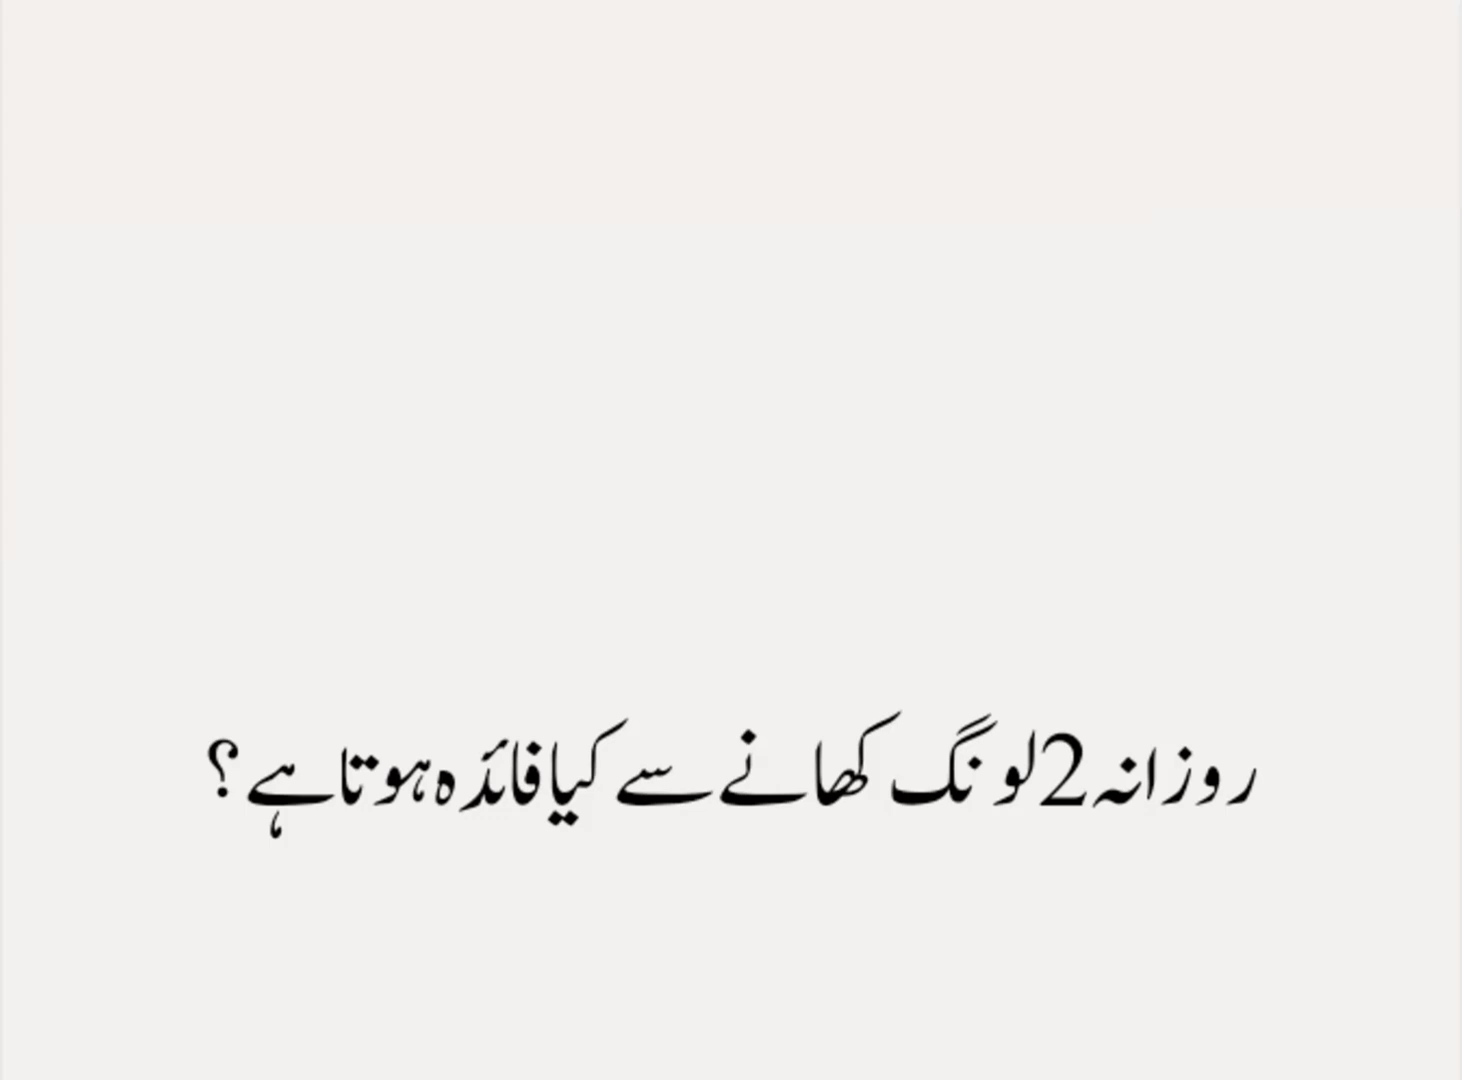 روزانہ 2 لونگ کھانے سے کیا فائدہ ہوتا ہے ؟